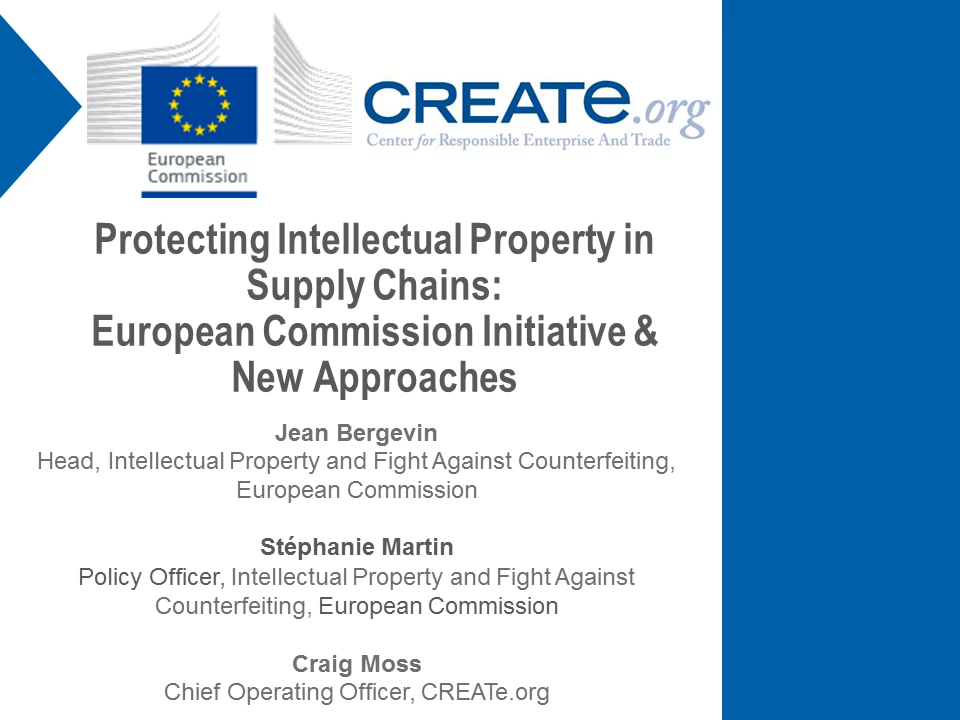 European
Commission
CREATe.org
Center for Responsible Enterprise And Trade
Protecting Intellectual Property in
Supply Chains:
European Commission Initiative &
New Approaches
Jean Bergevin
Head, Intellectual Property and Fight Against Counterfeiting,
European Commission
Stéphanie Martin
Policy Officer, Intellectual Property and Fight Against
Counterfeiting, European Commission
Craig Moss
Chief Operating Officer, CREATe.org